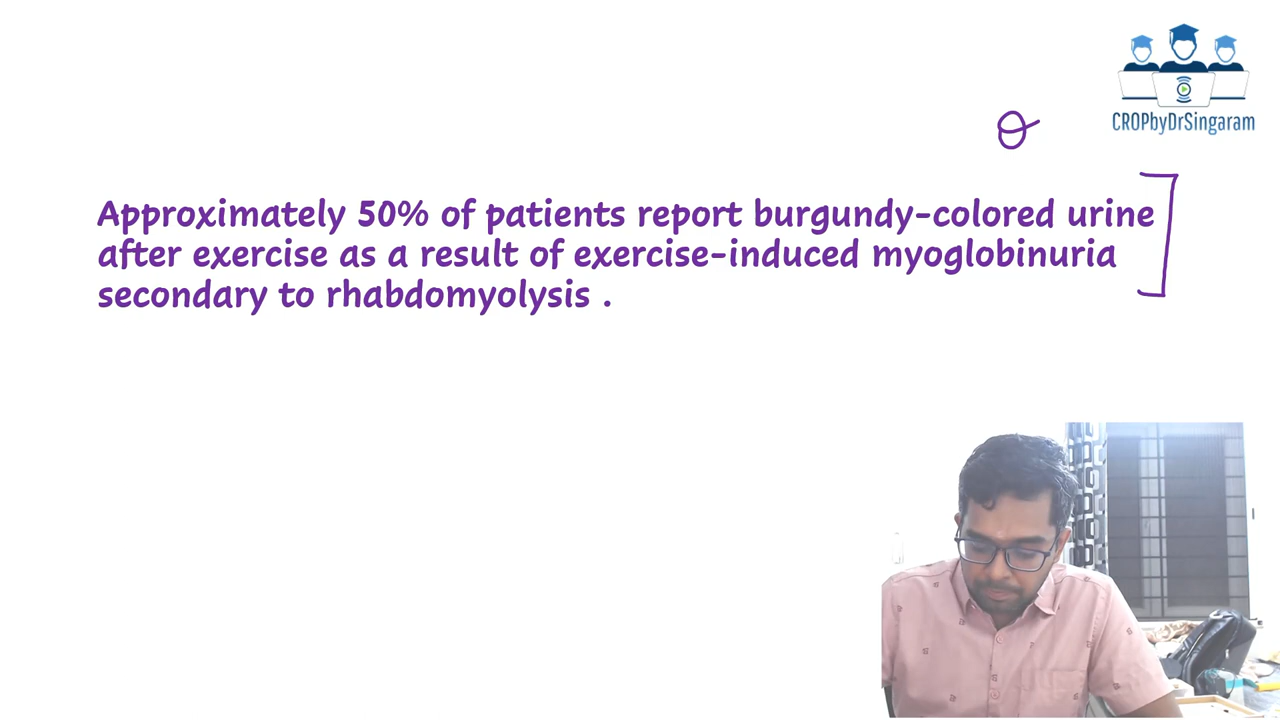 CROPbyDrSingaram
Approximately 50% of patients report burgundy-colored urine
after exercise as a result of exercise-induced myoglobinuria
secondary to rhabdomyolysis .